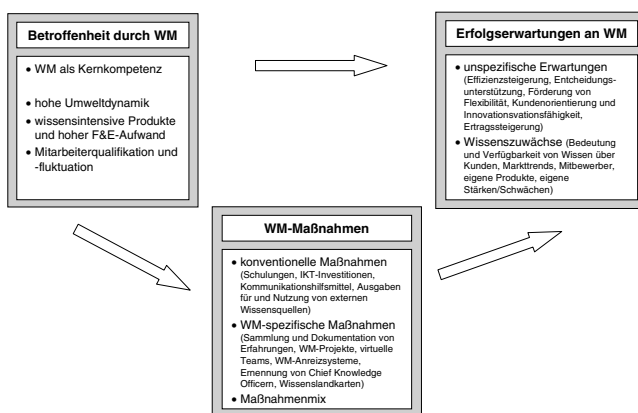 Betroffenheit durch WM
• WM als Kernkompetenz
• hohe Umweltdynamik
• wissensintensive Produkte
und hoher F&E-Aufwand
• Mitarbeiterqualifikation und
-fluktuation
Erfolgserwartungen an WM
• unspezifische Erwartungen
(Effizienzsteigerung, Entcheidungs-
unterstützung, Förderung von
Flexibilität, Kundenorientierung und
Innovationsvationsfähigkeit,
Ertragssteigerung)
• Wissenszuwächse (Bedeutung
und Verfügbarkeit von Wissen über
Kunden, Markttrends, Mitbewerber,
eigene Produkte, eigene
Stärken/Schwächen)
WM-Maßnahmen
• konventionelle Maßnahmen
(Schulungen, IKT-Investitionen,
Kommunikationshilfsmittel, Ausgaben
für und Nutzung von externen
Wissensquellen)
• WM-spezifische Maßnahmen
(Sammlung und Dokumentation von
Erfahrungen, WM-Projekte, virtuelle
Teams, WM-Anreizsysteme,
Ernennung von Chief Knowledge
Officern, Wissenslandkarten)
• Maßnahmenmix